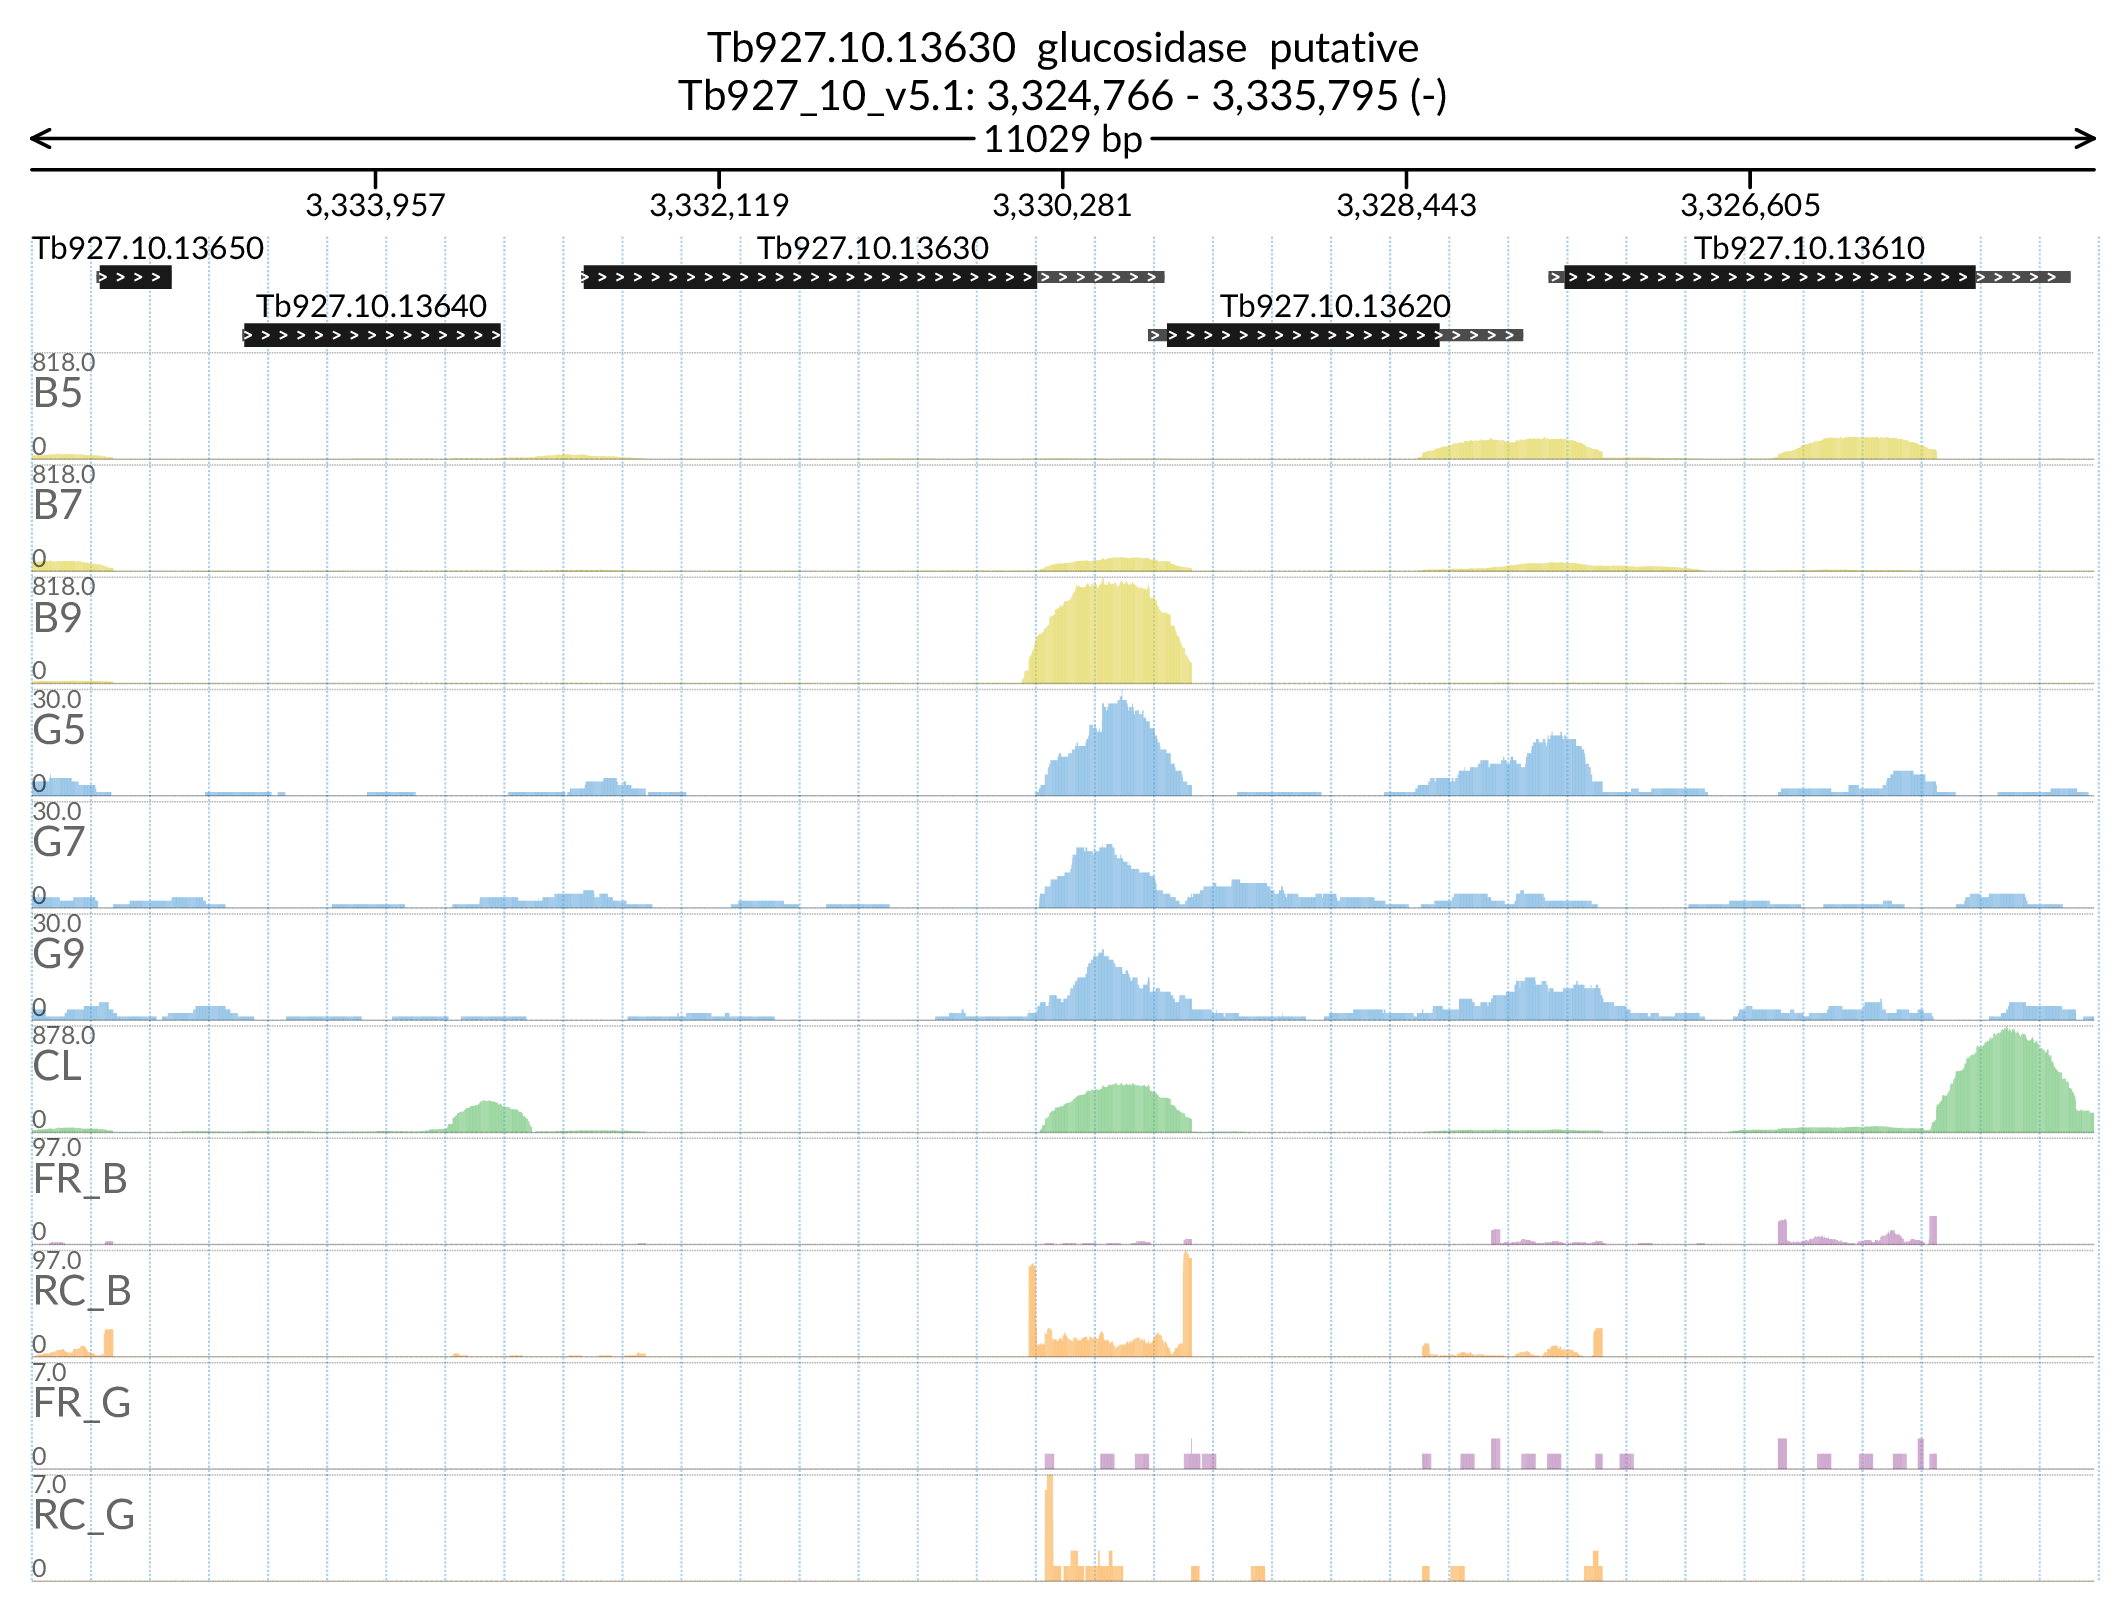 Tb927.10.13630 glucosidase putative
Tb927_10_v5.1: 3,324,766 - 3,335,795 (-)
11029 bp
3,333,957 3,332,119 3,330,281 3,328,443 3,326,605
Tb927.10.13650 Tb927.10.13630 Tb927.10.13610
Tb927.10.13640 Tb927.10.13620
818.0
B5
0
818.0
B7
0
818.0
B9
0
30.0
G5
0
30.0
G7
0
30.0
G9
0
878.0
CL
0
97.0
FR_B
0
97.0
RC_B
0
7.0
FR_G
0
7.0
RC_G
0